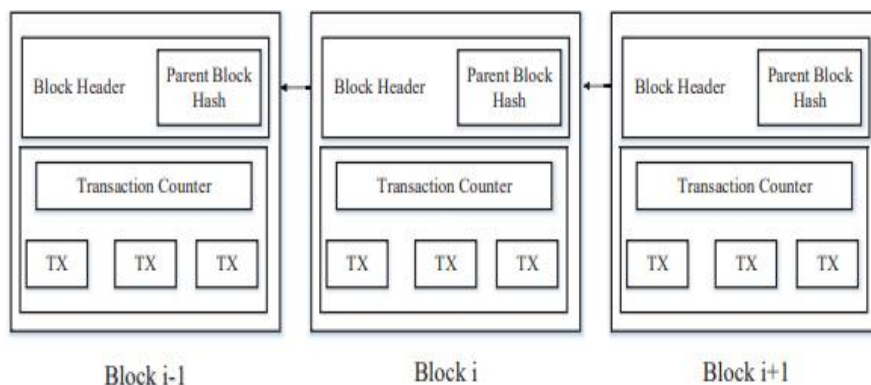 Block Header
Parent Block
Hash
Transaction Counter
TX TX TX
Block i-1
Block Header
Parent Block
Hash
Transaction Counter
TX TX TX
Block i
Block Header
Parent Block
Hash
Transaction Counter
TX TX TX
Block i+1